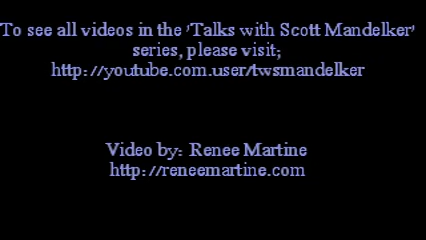 To see all videos in the 'Talks with Scott Mandelker'
series, please visit;
http://youtube.com.user/twsmandelker
Video by: Renee Martine
http://reneemartine.com